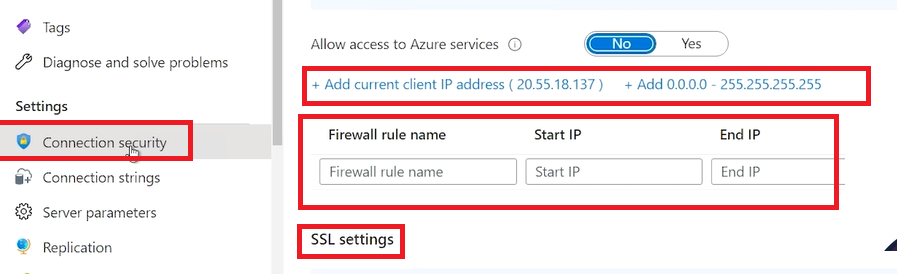 Tags
Diagnose and solve problems
Settings
Connection security
Connection strings
Server parameters
Replication
Allow access to Azure services No Yes
+ Add current client IP address ( 20.55.18.137 ) + Add 0.0.0.0 - 255.255.255.255
Firewall rule name Start IP End IP
Firewall rule name Start IP End IP
SSL settings